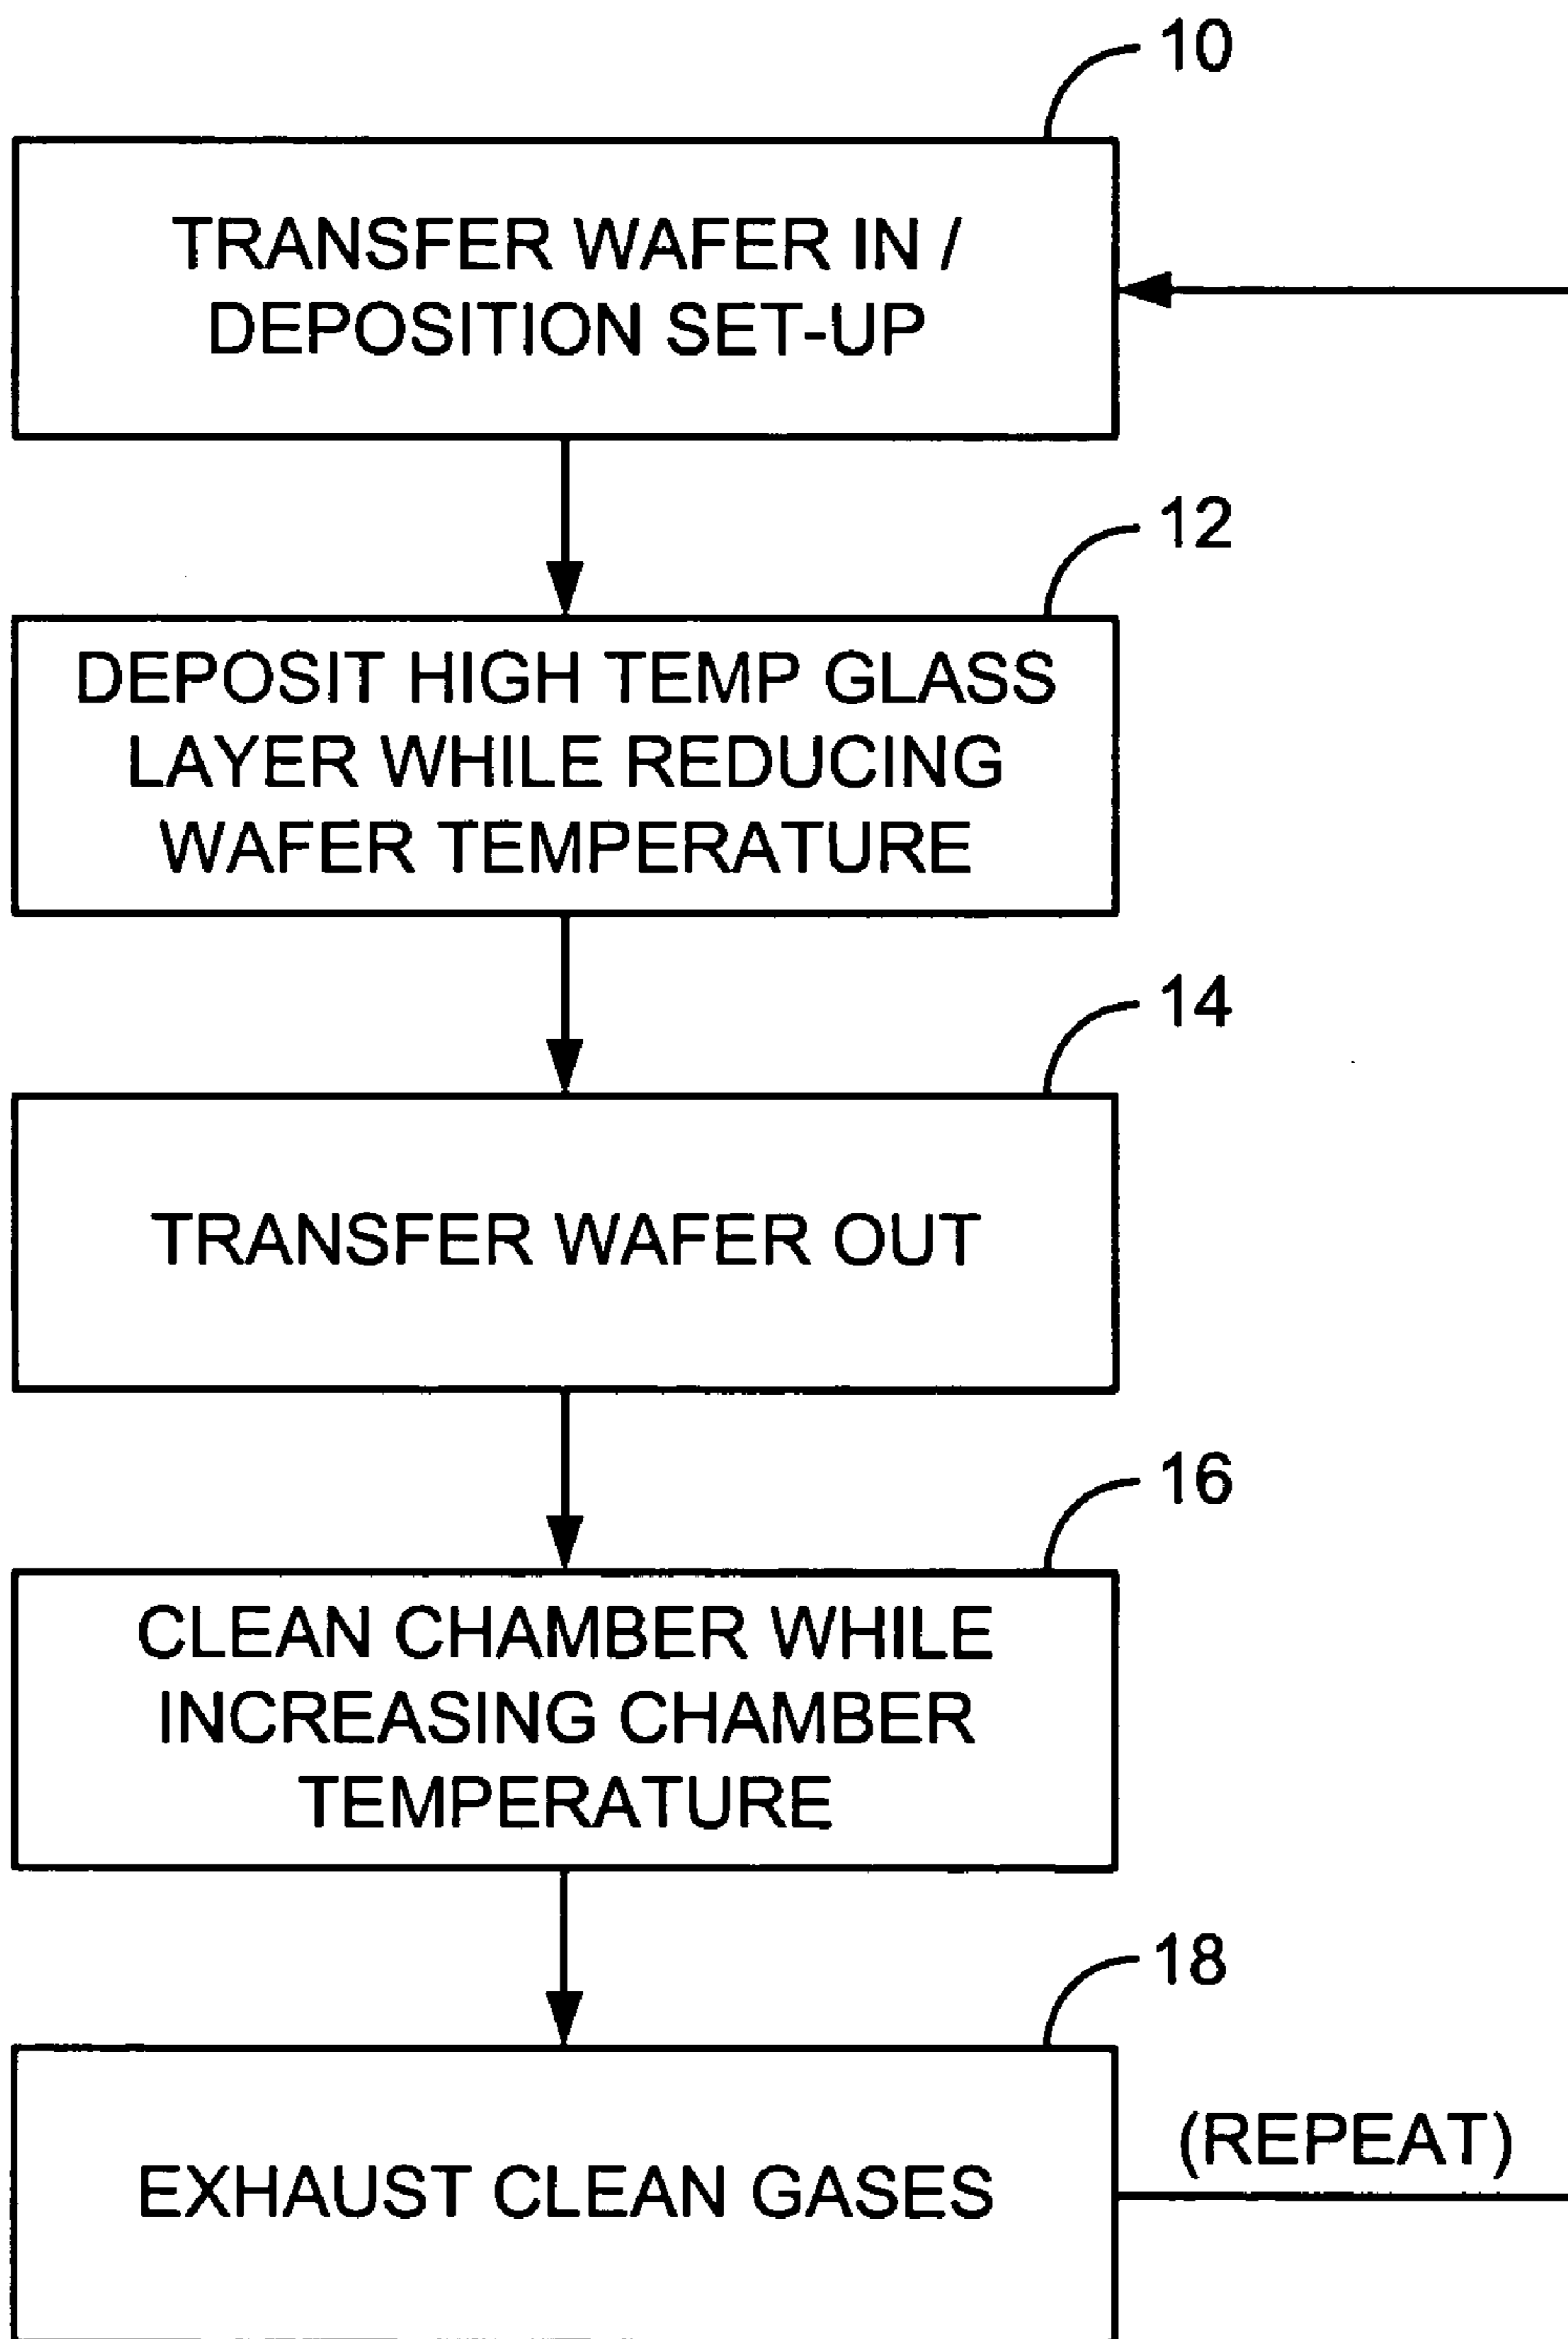 10
TRANSFER WAFER IN /
DEPOSITION SET-UP
12
DEPOSIT HIGH TEMP GLASS
LAYER WHILE REDUCING
WAFER TEMPERATURE
14
TRANSFER WAFER OUT
16
CLEAN CHAMBER WHILE
INCREASING CHAMBER
TEMPERATURE
18
EXHAUST CLEAN GASES
(REPEAT)